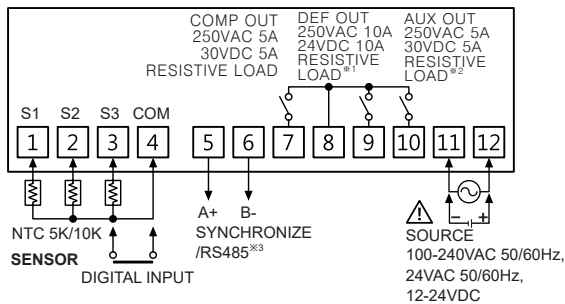 COMP OUT
250VAC 5A
30VDC 5A
RESISTIVE LOAD
DEF OUT
250VAC 10A
24VDC 10A
RESISTIVE
LOAD※1
AUX OUT
250VAC 5A
30VDC 5A
RESISTIVE
LOAD※2
S1 S2 S3 COM
1 2 3 4 5 6 7 8 9 10 11 12
NTC 5K/10K
SENSOR
DIGITAL INPUT
A+ B-
SYNCHRONIZE
/RS485※3
− +
SOURCE
100-240VAC 50/60Hz,
24VAC 50/60Hz,
12-24VDC